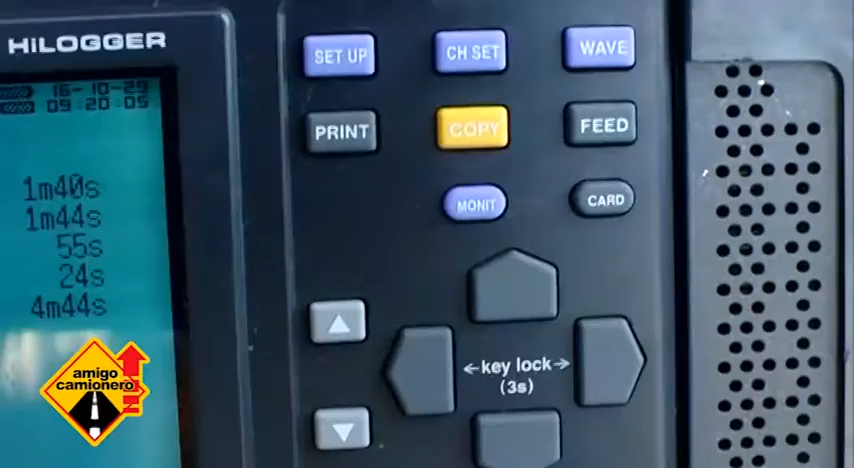 HiLOGGER
16-10-29
09:20:05
1m40s
1m44s
55s
24s
4m44s
SET UP
CH SET
WAVE
PRINT
COPY
FEED
MONIT
CARD
←key lock→
(3s)
amigo
camionero